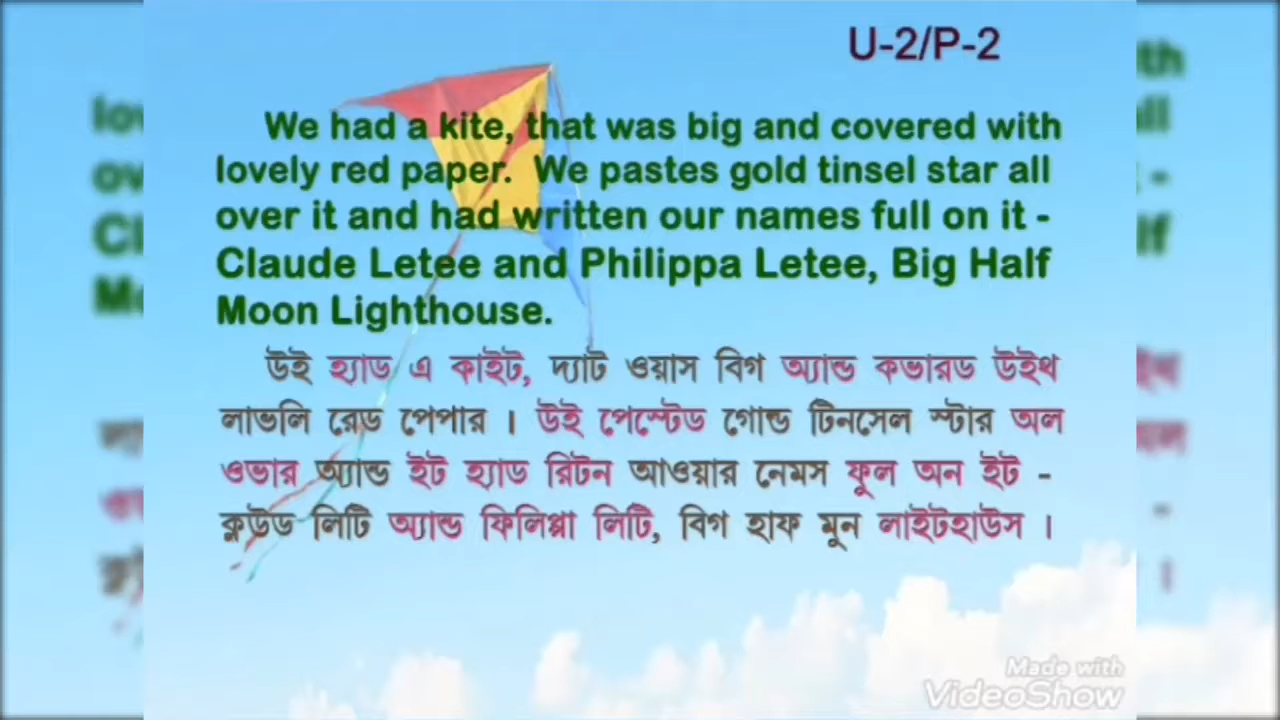 U-2/P-2
We had a kite, that was big and covered with
lovely red paper. We pastes gold tinsel star all
over it and had written our names full on it -
Claude Letee and Philippa Letee, Big Half
Moon Lighthouse.
উই হ্যাড এ কাইট, দ্যাট ওয়াস বিগ অ্যান্ড কভারড উইথ
লাভলি রেড পেপার । উই পেস্টেড গোল্ড টিনসেল স্টার অল
ওভার অ্যান্ড ইট হ্যাড রিটন আওয়ার নেমস ফুল অন ইট -
ক্লউড লিটি অ্যান্ড ফিলিপ্পা লিটি, বিগ হাফ মুন লাইটহাউস ।
Made with
VideoShow